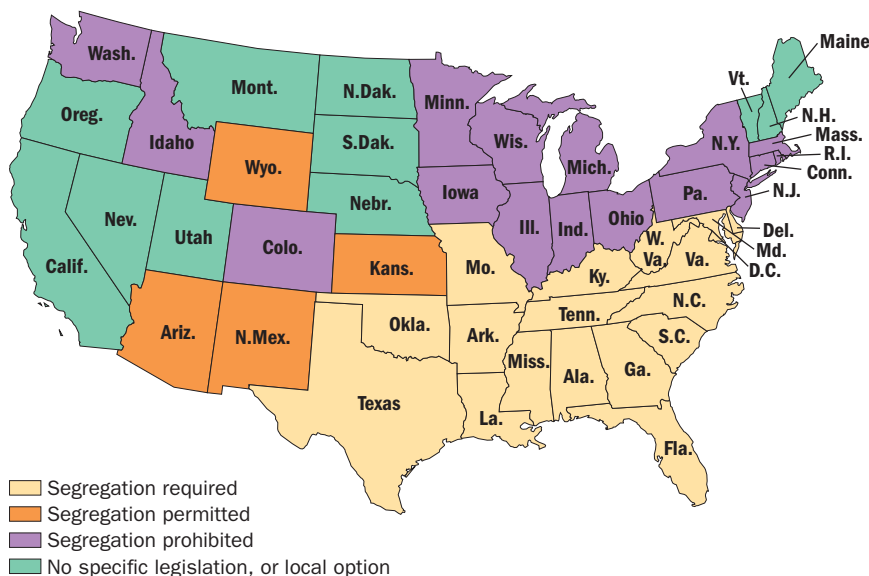 Wash.
Mont.
N.Dak.
Minn.
Vt.
Maine
Oreg.
Idaho
S.Dak.
Wis.
Mich.
N.Y.
N.H.
Mass.
R.I.
Conn.
N.J.
Wyo.
Iowa
Nebr.
Pa.
Nev.
Utah
Colo.
Ill.
Ind.
Ohio
Calif.
Kans.
Mo.
W.
Va.
Va.
Del.
Md.
D.C.
Ky.
N.C.
Tenn.
Ariz.
N.Mex.
Okla.
Ark.
S.C.
Miss.
Ala.
Ga.
Texas
La.
Fla.
Segregation required
Segregation permitted
Segregation prohibited
No specific legislation, or local option